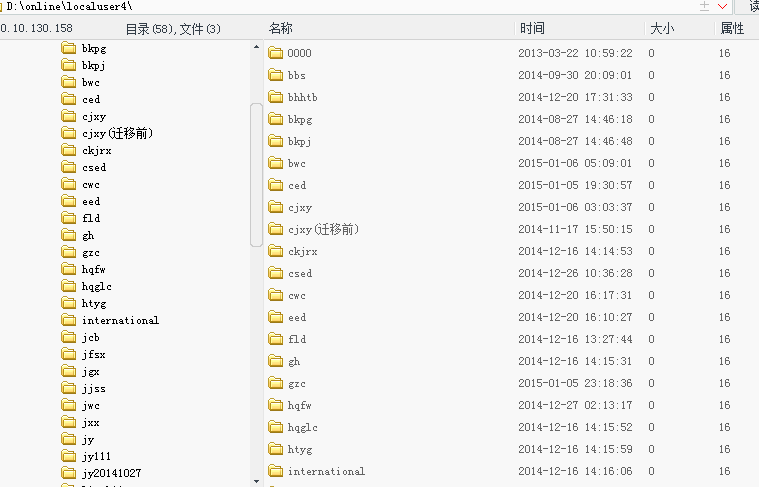 D:\online\localuser4\
0.10.130.158 目录(58),文件(3) 名称 时间 大小 属性
bkpg
bkpj
bwc
ced
cjxy
cjxy(迁移前)
ckjrx
csed
cwc
eed
fld
gh
gzc
hqfw
hqglc
htyg
international
jcb
jfsx
jgx
jjss
jwc
jxx
jy
jy111
jy20141027
0000 2013-03-22 10:59:22 0 16
bbs 2014-09-30 20:09:01 0 16
bhhtb 2014-12-20 17:31:33 0 16
bkpg 2014-08-27 14:46:18 0 16
bkpj 2014-08-27 14:46:48 0 16
bwc 2015-01-06 05:09:01 0 16
ced 2015-01-05 19:30:57 0 16
cjxy 2015-01-06 03:03:37 0 16
cjxy(迁移前) 2014-11-17 15:50:15 0 16
ckjrx 2014-12-16 14:14:53 0 16
csed 2014-12-26 10:36:28 0 16
cwc 2014-12-20 16:17:31 0 16
eed 2014-12-20 16:10:27 0 16
fld 2014-12-16 13:27:44 0 16
gh 2014-12-16 14:15:31 0 16
gzc 2015-01-05 23:18:36 0 16
hqfw 2014-12-27 02:13:17 0 16
hqglc 2014-12-16 14:15:52 0 16
htyg 2014-12-16 14:15:59 0 16
international 2014-12-16 14:16:06 0 16